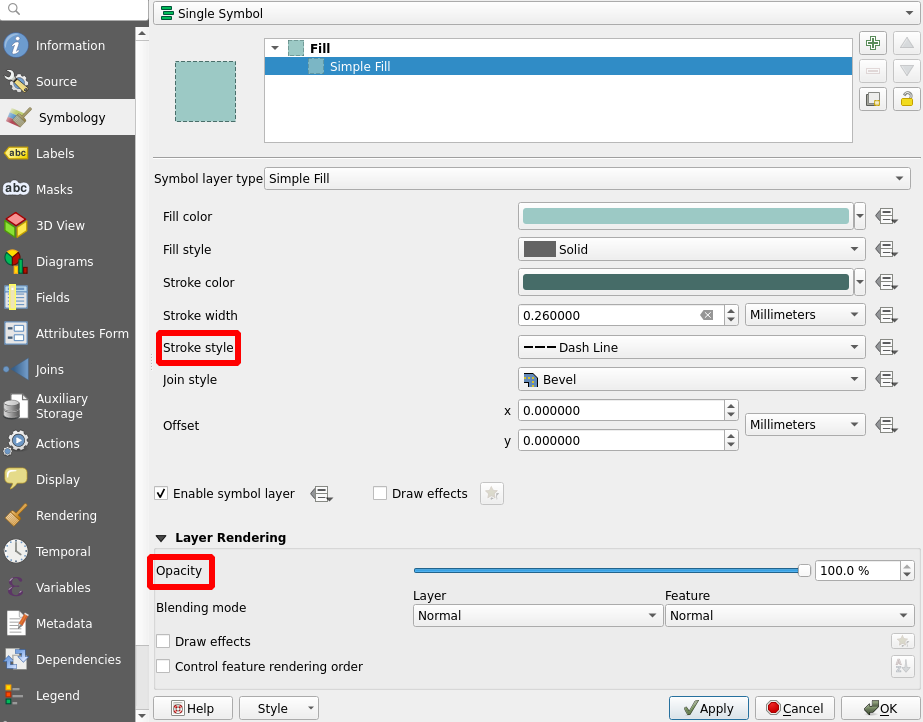 Single Symbol
Information
Source
Symbology
abc Labels
abc Masks
3D View
Diagrams
Fields
Attributes Form
Joins
Auxiliary
Storage
Actions
Display
Rendering
Temporal
Variables
Metadata
Dependencies
Legend
Fill
Simple Fill
Symbol layer type Simple Fill
Fill color
Fill style Solid
Stroke color
Stroke width 0.260000 Millimeters
Stroke style Dash Line
Join style Bevel
Offset x 0.000000 Millimeters
y 0.000000
Enable symbol layer Draw effects
Layer Rendering
Opacity 100.0 %
Layer Feature
Blending mode Normal Normal
Draw effects
Control feature rendering order
Help Style Apply Cancel OK